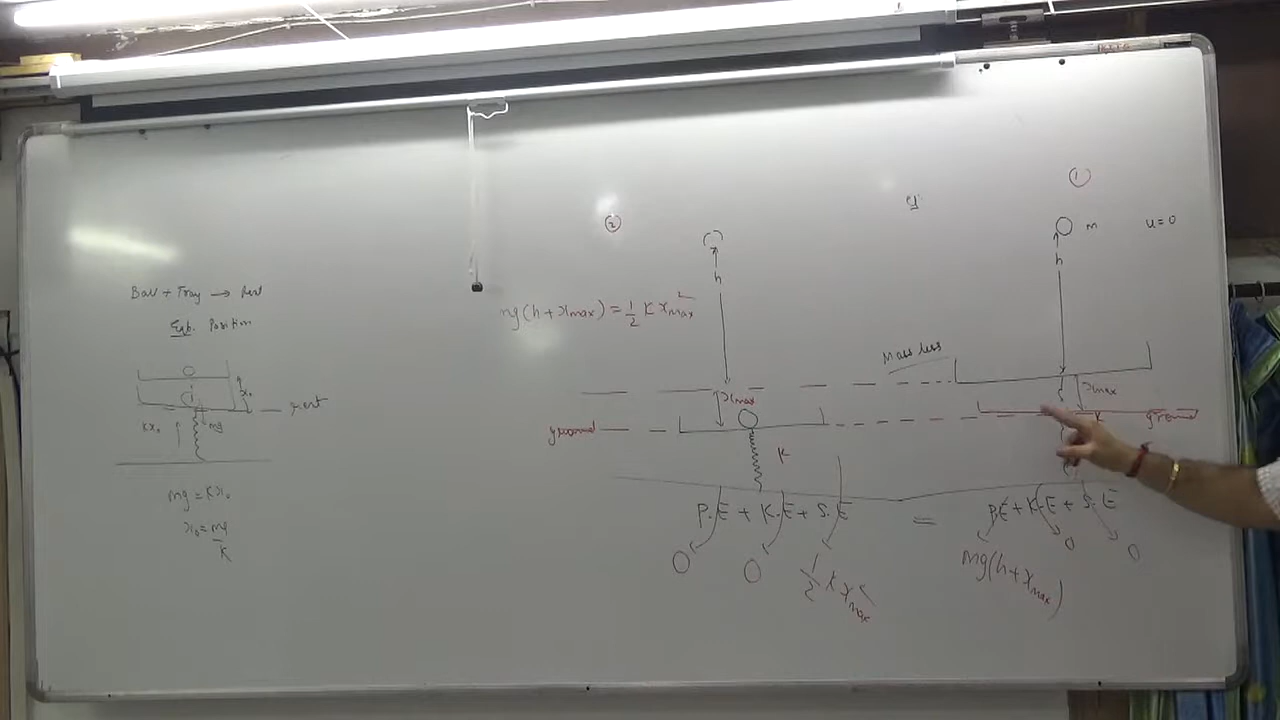 Ball + Tray → Rest
Eqb. Position
x₀
Rest
kx₀
mg
mg = Kx₀
x₀ = mg/K
②
h
mg(h+xmax) = 1/2 K xmax²
xmax
ground
K
①
m
u=0
h
Mass less
xmax
K
ground
P.E + K.E + S.E = P.E + K.E + S.E
0 0 1/2 K xmax² mg(h+xmax) 0 0